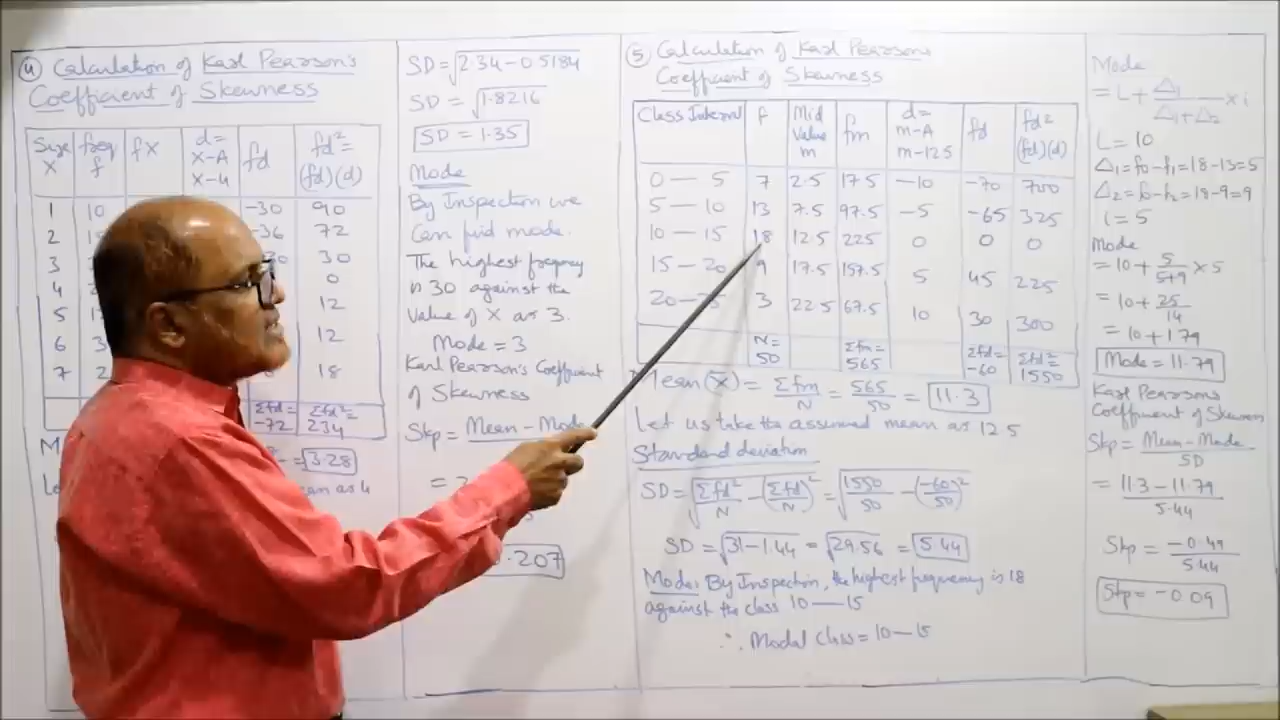 4 Calculation of Karl Pearson's
Coefficient of Skewness
Size X freq f fX d= X-A X-4 fd fd²= (fd)(d)
1 10 -30 90
2 -36 72
3 30
4 0
5 12
6 3 12
7 2 18
Σfd= -72 Σfd²= 234
= 3.28
SD=√2.34-0.5184
SD=√1.8216
SD=1.35
Mode
By Inspection we
Can find mode.
The highest freqency
is 30 against the
value of X as 3.
Mode = 3
Karl Pearson's Coefficient
of Skewness
Skp = Mean - Mode
=
.207
5 Calculation of Karl Pearson's
Coefficient of Skewness
Class Interval f Mid Value m fm d= m-A m-12.5 fd fd² (fd)(d)
0 — 5 7 2.5 17.5 -10 -70 700
5 — 10 13 7.5 97.5 -5 -65 325
10 — 15 18 12.5 225 0 0 0
15 — 20 9 17.5 157.5 5 45 225
20 — 3 22.5 67.5 10 30 300
N= 50 Σfm= 565 Σfd= -60 Σfd²= 1550
Mean (X̄) = Σfm/N = 565/50 = 11.3
Let us take the assumed mean as 12.5
Standard deviation
SD=√Σfd²/N - (Σfd/N)² = √1550/50 - (-60/50)²
SD=√31-1.44 = √29.56 = 5.44
Mode: By Inspection, the highest frequency is 18
against the class 10 — 15
∴ Modal Class = 10 — 15
Mode
= L + Δ1/Δ1+Δ2 × i
L = 10
Δ1=f0-f1=18-13=5
Δ2=f0-f2=18-9=9
i = 5
Mode
= 10 + 5/5+9 × 5
= 10 + 25/14
= 10 + 1.79
Mode = 11.79
Karl Pearson's
Coefficient of Skewness
Skp = Mean - Mode/SD
= 11.3 - 11.79/5.44
Skp = -0.49/5.44
Skp = -0.09